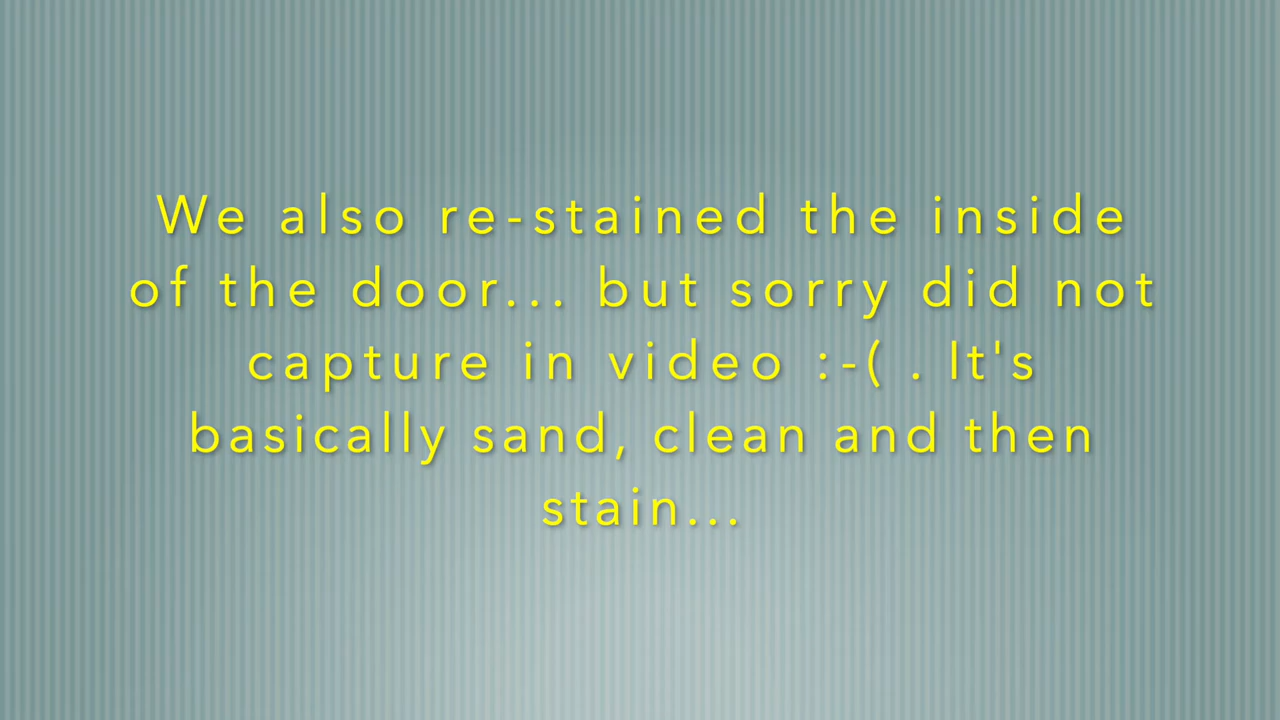 We also re-stained the inside
of the door... but sorry did not
capture in video :-( . It's
basically sand, clean and then
stain...